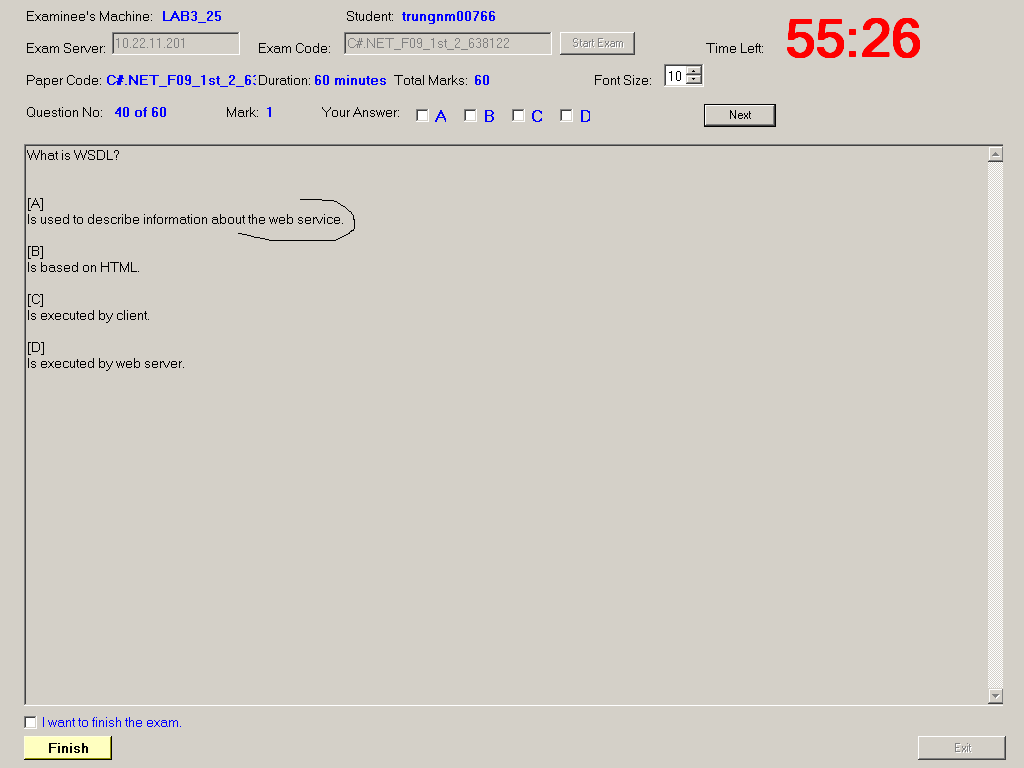 Examinee's Machine: LAB3_25 Student: trungnm00766
Exam Server: 10.22.11.201 Exam Code: C#.NET_F09_1st_2_638122 Start Exam Time Left: 55:26
Paper Code: C#.NET_F09_1st_2_6 Duration: 60 minutes Total Marks: 60 Font Size: 10
Question No: 40 of 60 Mark: 1 Your Answer: A B C D Next
What is WSDL?
[A]
Is used to describe information about the web service.
[B]
Is based on HTML.
[C]
Is executed by client.
[D]
Is executed by web server.
I want to finish the exam.
Finish Exit